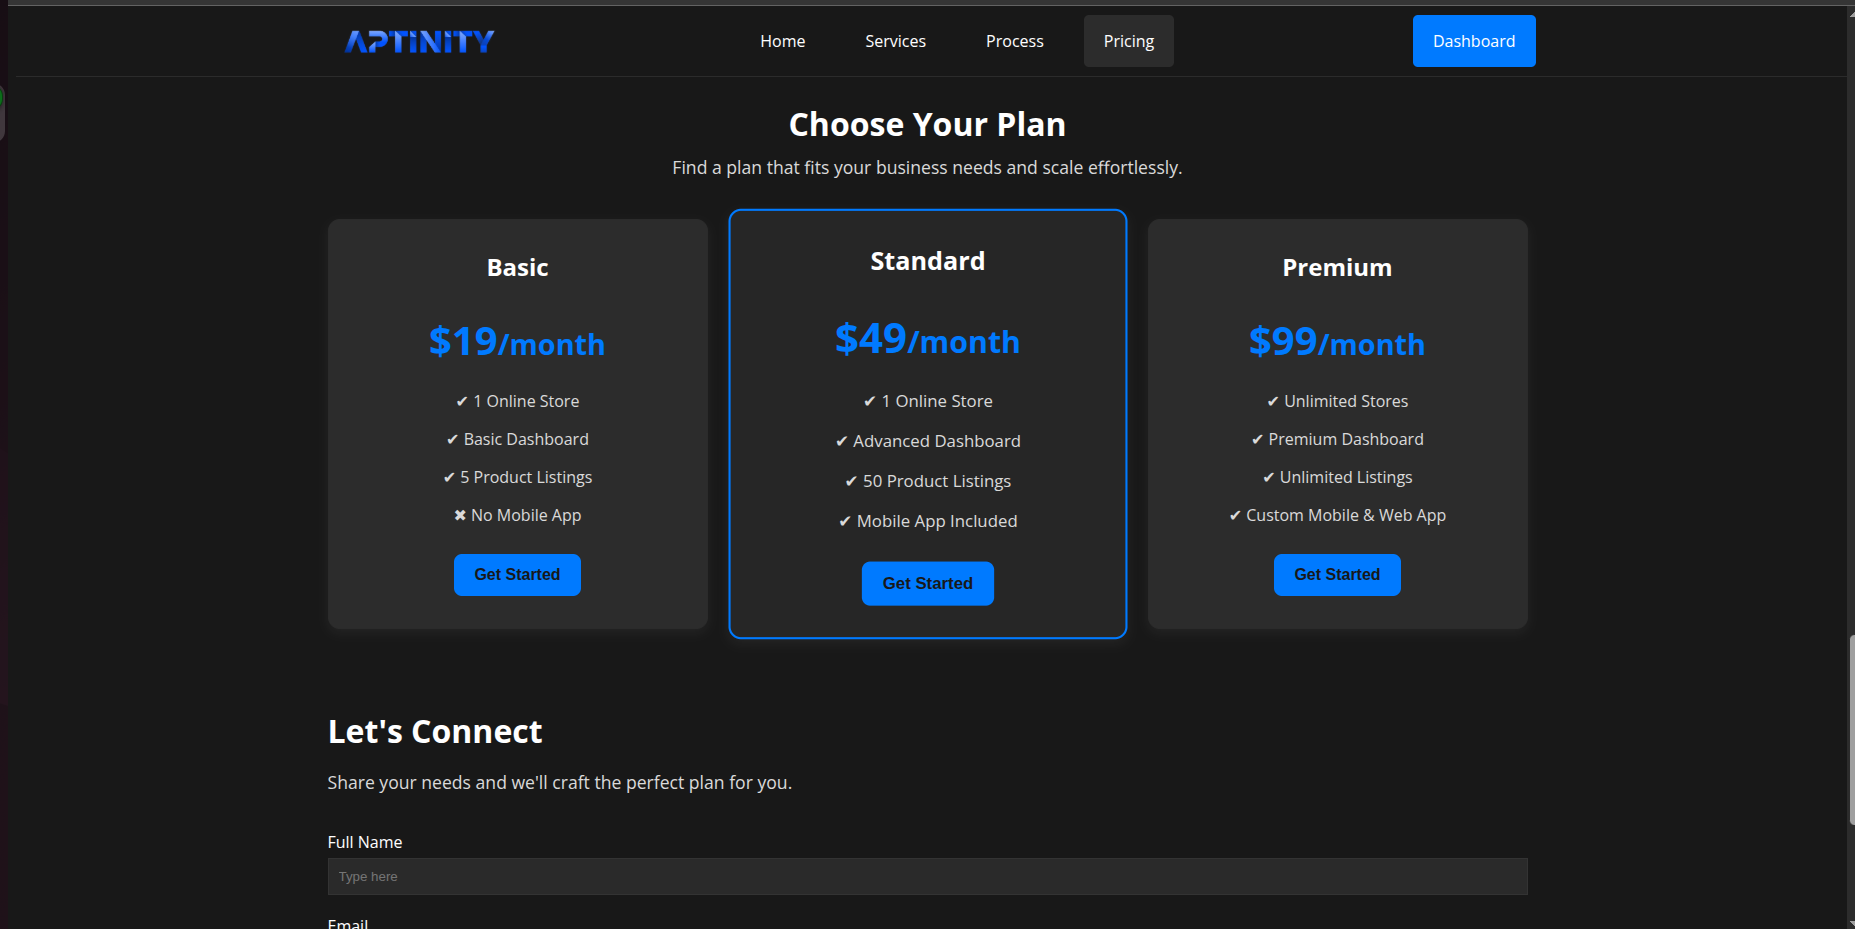 APTINITY
Home Services Process Pricing Dashboard
Choose Your Plan
Find a plan that fits your business needs and scale effortlessly.
Basic
$19/month
✔ 1 Online Store
✔ Basic Dashboard
✔ 5 Product Listings
✖ No Mobile App
Get Started
Standard
$49/month
✔ 1 Online Store
✔ Advanced Dashboard
✔ 50 Product Listings
✔ Mobile App Included
Get Started
Premium
$99/month
✔ Unlimited Stores
✔ Premium Dashboard
✔ Unlimited Listings
✔ Custom Mobile & Web App
Get Started
Let's Connect
Share your needs and we'll craft the perfect plan for you.
Full Name
Type here
Email